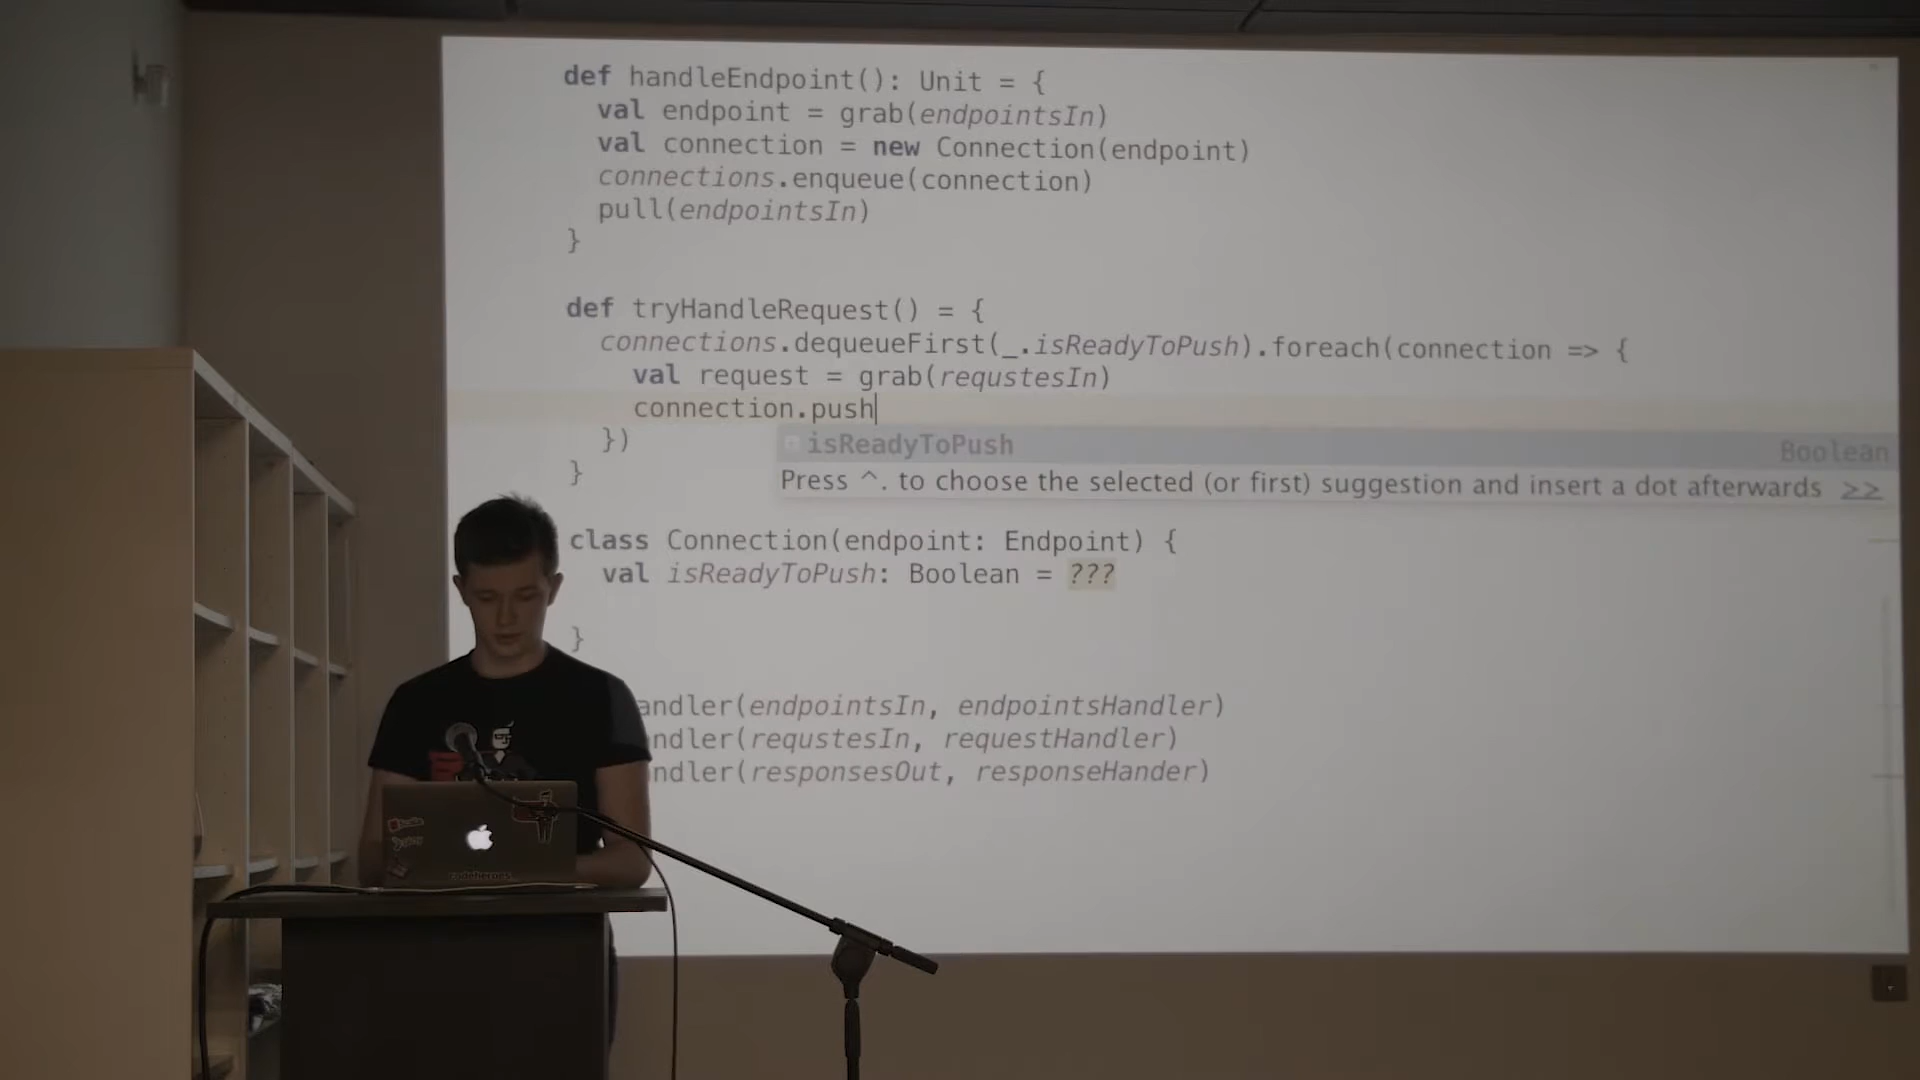 def handleEndpoint(): Unit = {
val endpoint = grab(endpointsIn)
val connection = new Connection(endpoint)
connections.enqueue(connection)
pull(endpointsIn)
}
def tryHandleRequest() = {
connections.dequeueFirst(_.isReadyToPush).foreach(connection => {
val request = grab(requstesIn)
connection.push
isReadyToPush Boolean
Press ^. to choose the selected (or first) suggestion and insert a dot afterwards >>
})
}
class Connection(endpoint: Endpoint) {
val isReadyToPush: Boolean = ???
}
andler(endpointsIn, endpointsHandler)
ndler(requstesIn, requestHandler)
ndler(responsesOut, responseHander)
codeheroes